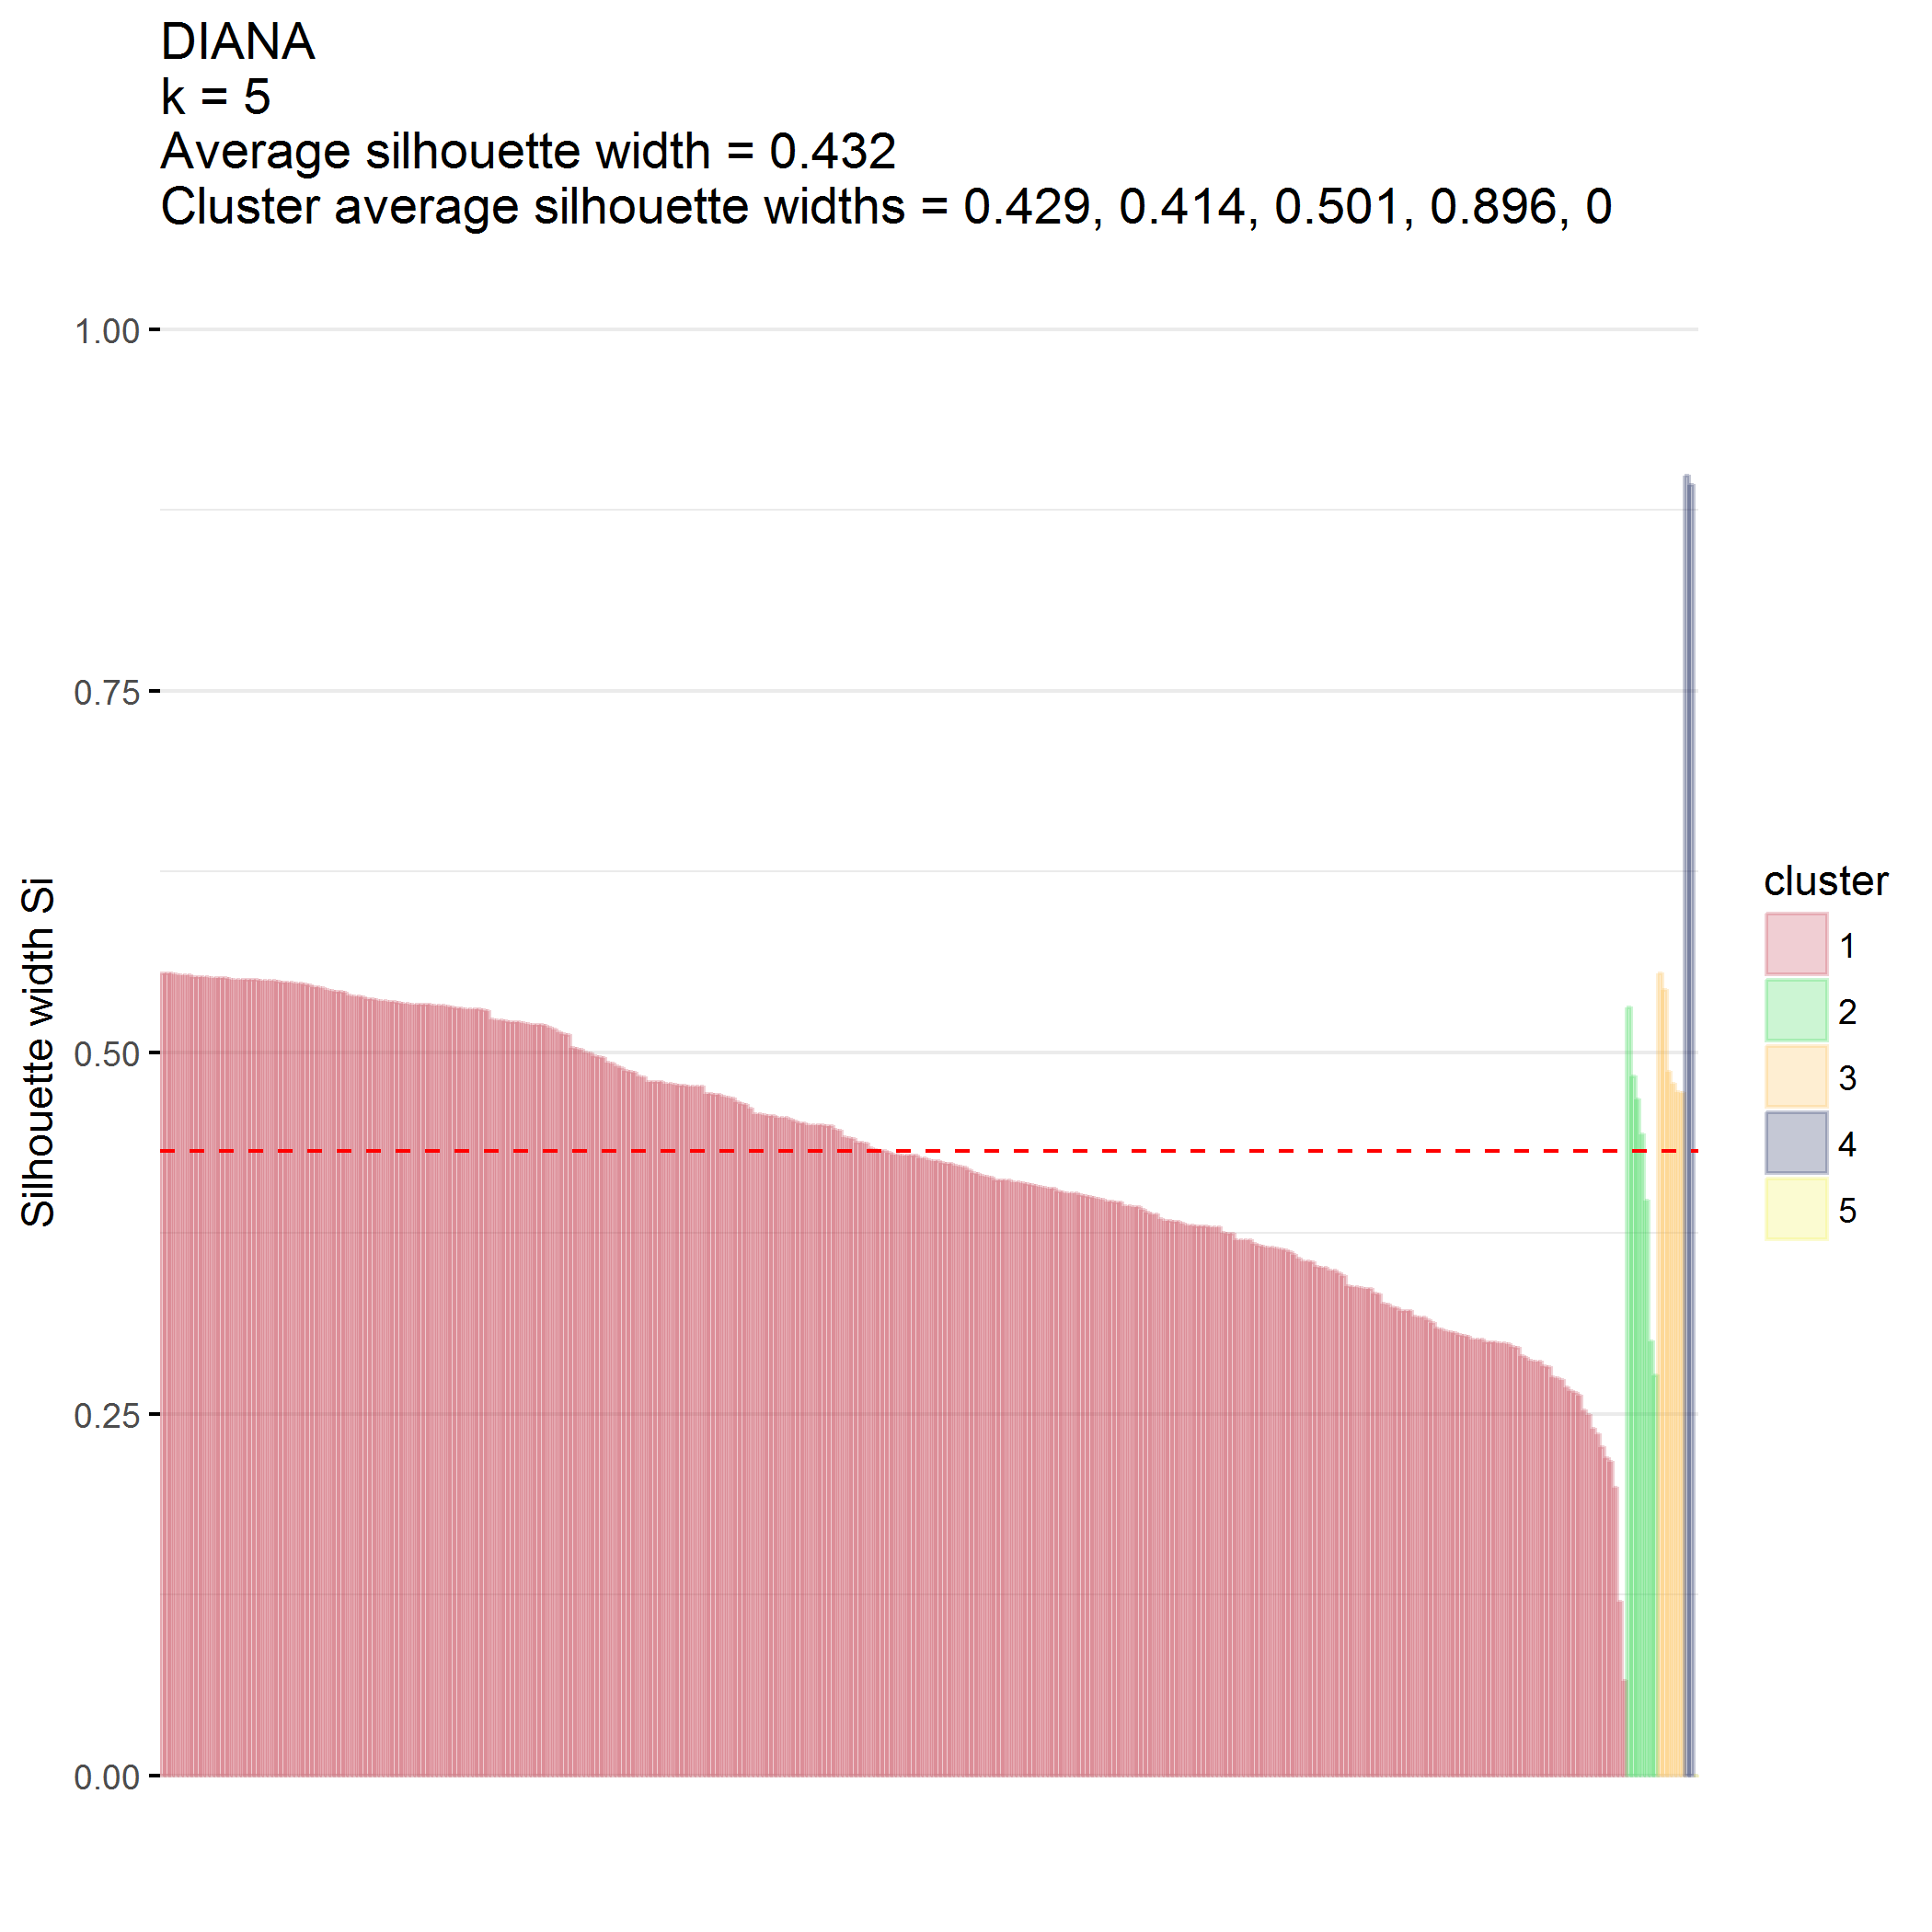 DIANA
k = 5
Average silhouette width = 0.432
Cluster average silhouette widths = 0.429, 0.414, 0.501, 0.896, 0
1.00
0.75
0.50
0.25
0.00
Silhouette width Si
cluster
1
2
3
4
5